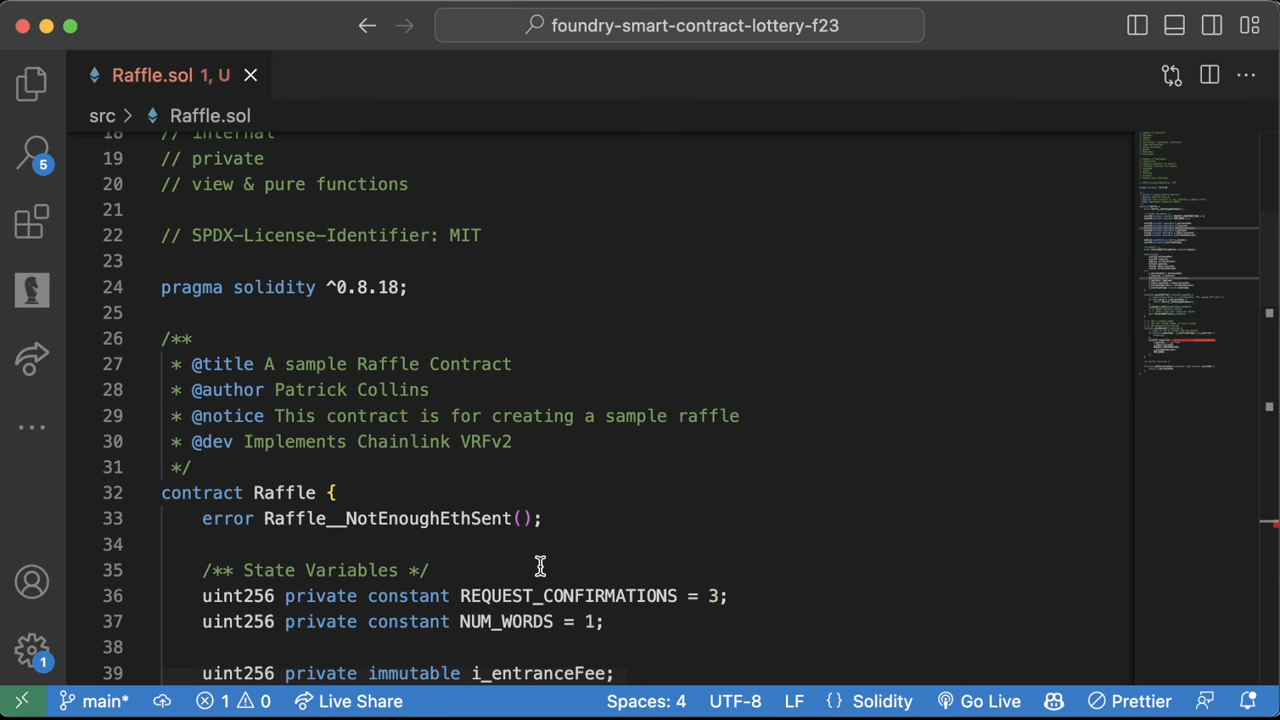 foundry-smart-contract-lottery-f23
Raffle.sol 1, U
src > Raffle.sol
18 // internal
19 // private
20 // view & pure functions
21
22 // SPDX-License-Identifier: MIT
23
24 pragma solidity ^0.8.18;
25
26 /**
27 * @title A sample Raffle Contract
28 * @author Patrick Collins
29 * @notice This contract is for creating a sample raffle
30 * @dev Implements Chainlink VRFv2
31 */
32 contract Raffle {
33 error Raffle__NotEnoughEthSent();
34
35 /** State Variables */
36 uint256 private constant REQUEST_CONFIRMATIONS = 3;
37 uint256 private constant NUM_WORDS = 1;
38
39 uint256 private immutable i_entranceFee;
5
1
main* 1 0 Live Share Spaces: 4 UTF-8 LF {} Solidity Go Live Prettier